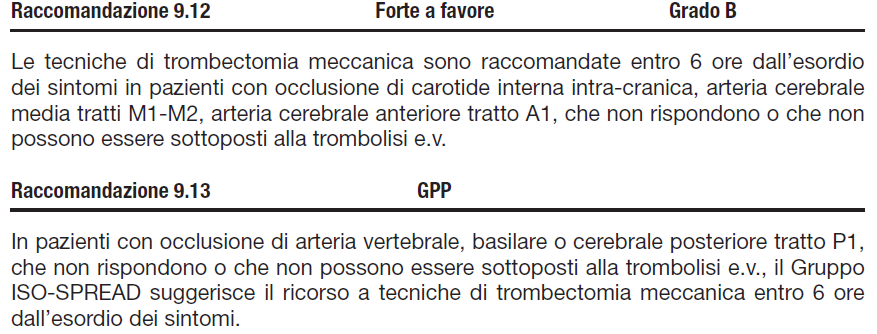 Raccomandazione 9.12 Forte a favore Grado B
Le tecniche di trombectomia meccanica sono raccomandate entro 6 ore dall’esordio
dei sintomi in pazienti con occlusione di carotide interna intra-cranica, arteria cerebrale
media tratti M1-M2, arteria cerebrale anteriore tratto A1, che non rispondono o che non
possono essere sottoposti alla trombolisi e.v.
Raccomandazione 9.13 GPP
In pazienti con occlusione di arteria vertebrale, basilare o cerebrale posteriore tratto P1,
che non rispondono o che non possono essere sottoposti alla trombolisi e.v., il Gruppo
ISO-SPREAD suggerisce il ricorso a tecniche di trombectomia meccanica entro 6 ore
dall’esordio dei sintomi.